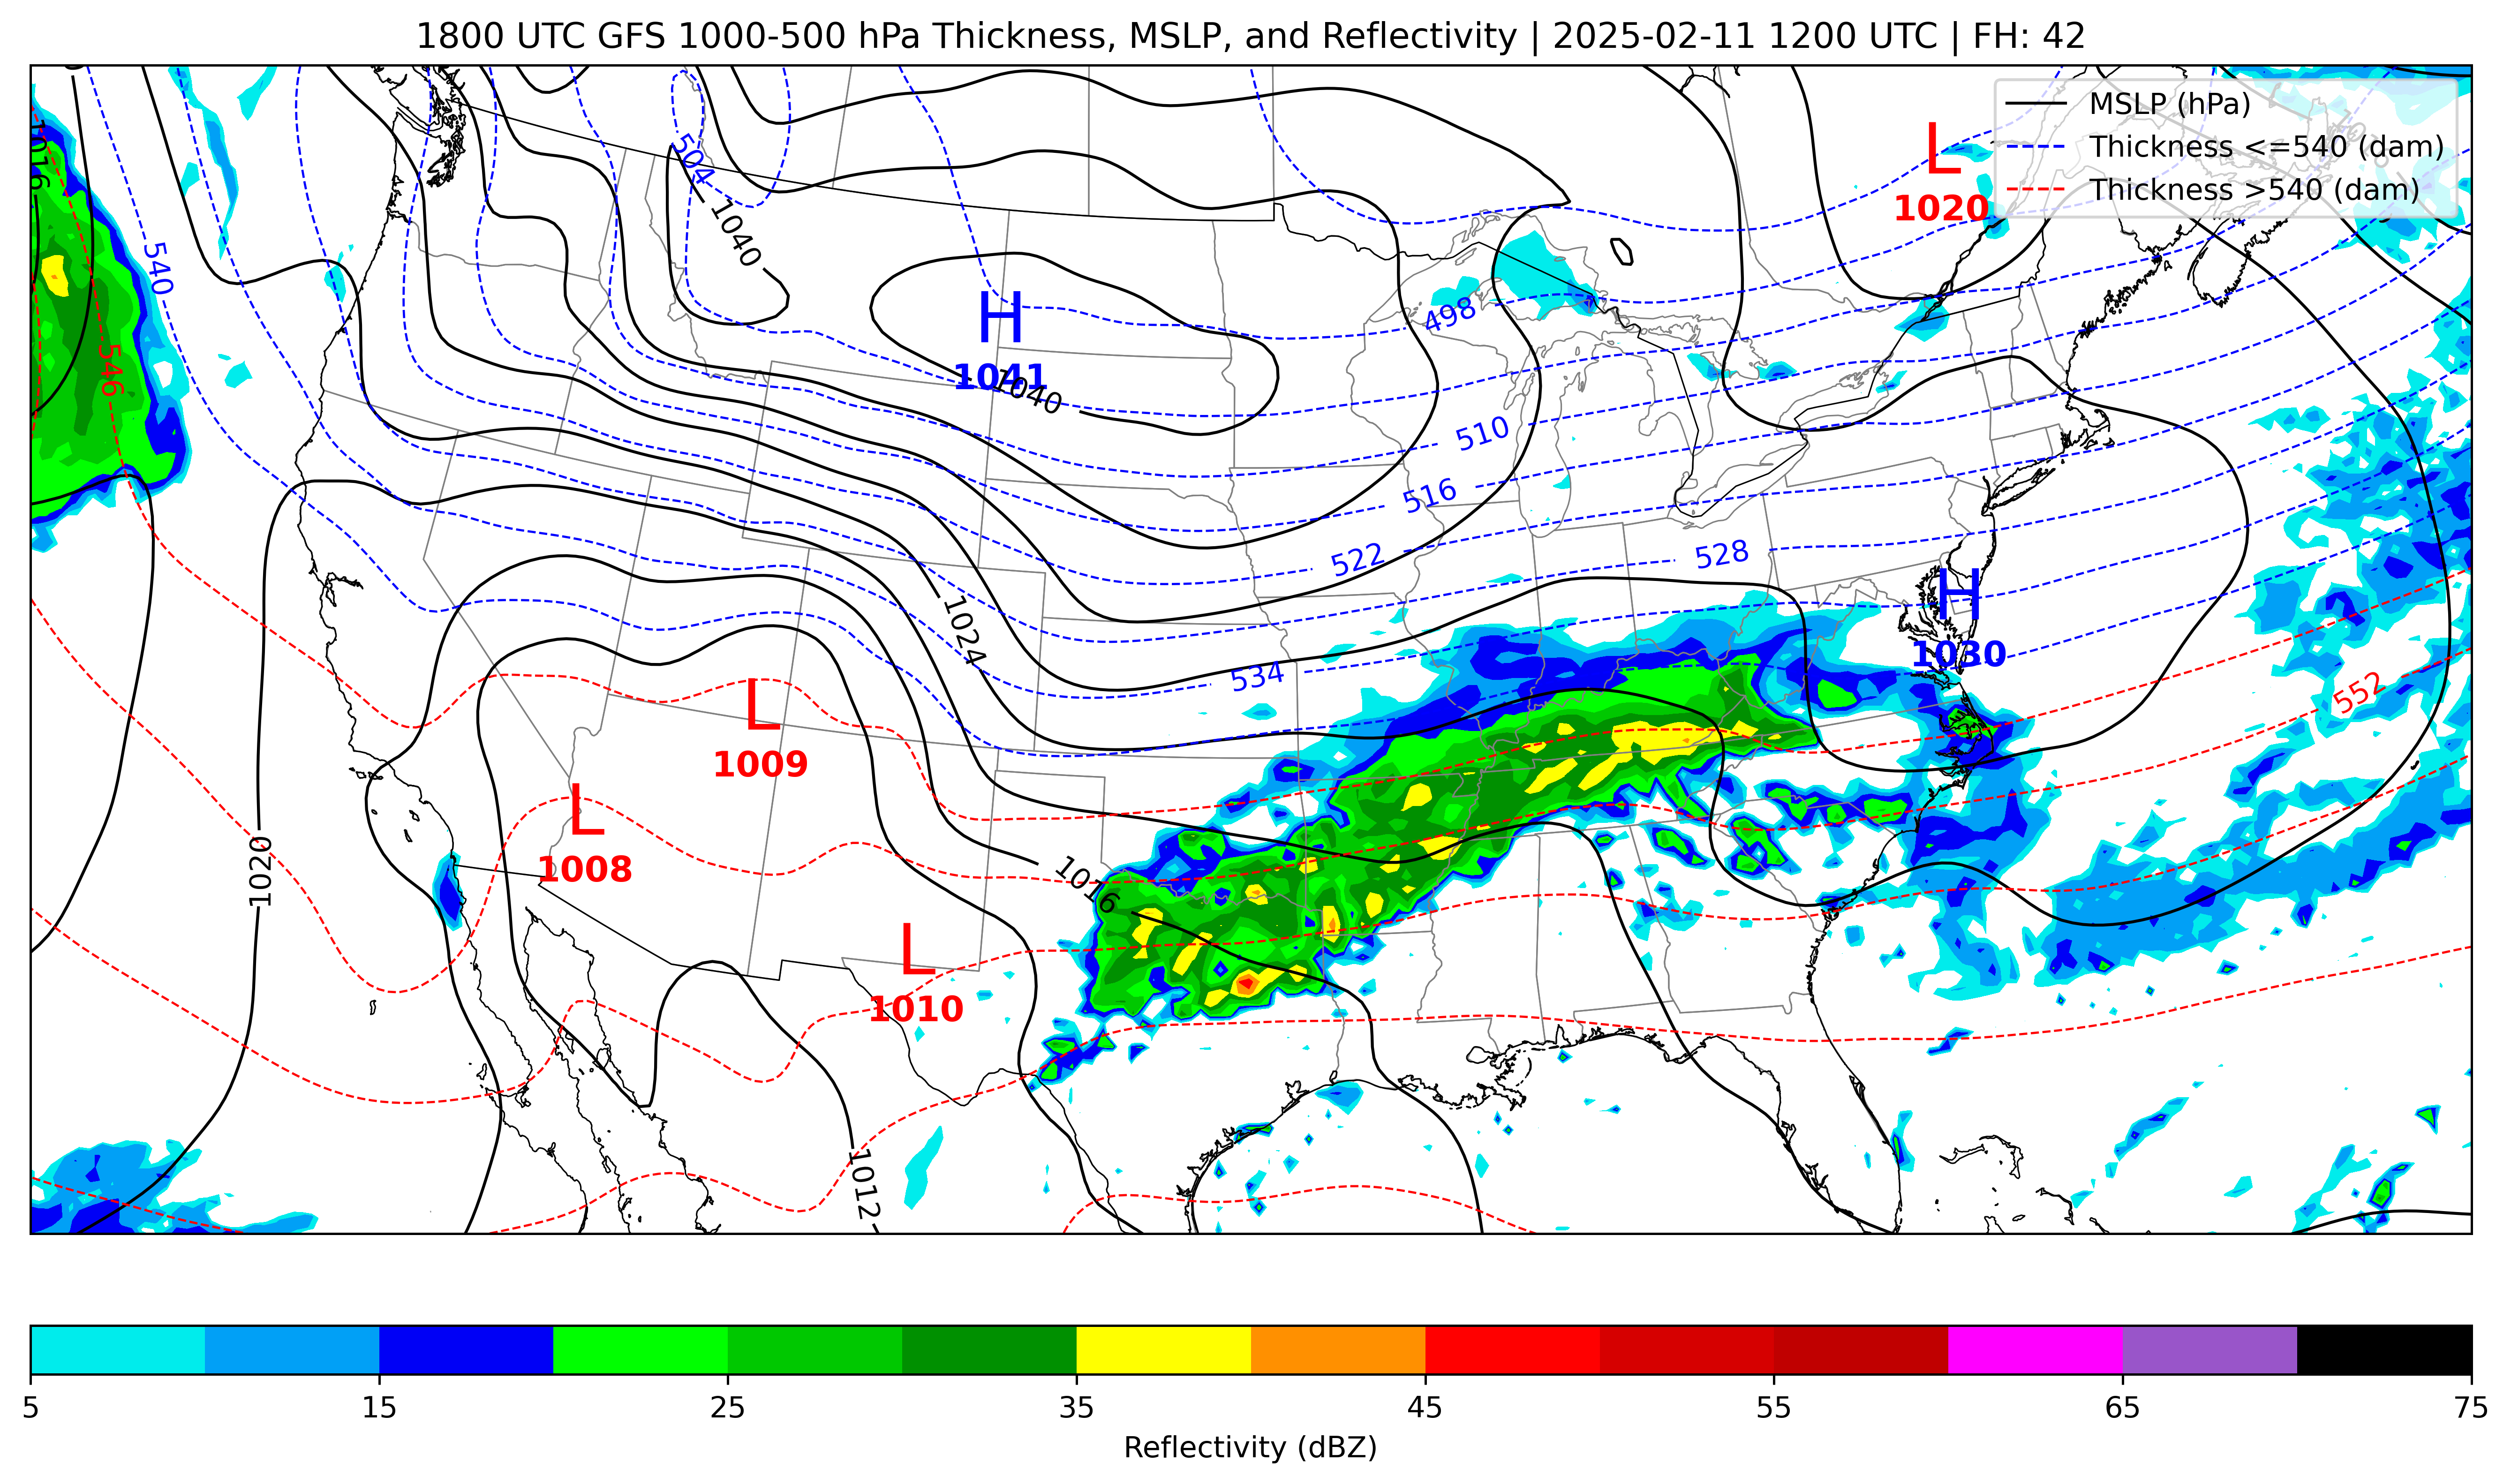 1800 UTC GFS 1000-500 hPa Thickness, MSLP, and Reflectivity | 2025-02-11 1200 UTC | FH: 42
MSLP (hPa)
Thickness <=540 (dam)
Thickness >540 (dam)
1016
504
L
1020
1040
540
H
1041
1040
498
546
510
516
522
528
H
1030
1024
534
552
L
1009
L
1008
1020
1016
L
1010
1012
5
15
25
35
45
55
65
75
Reflectivity (dBZ)